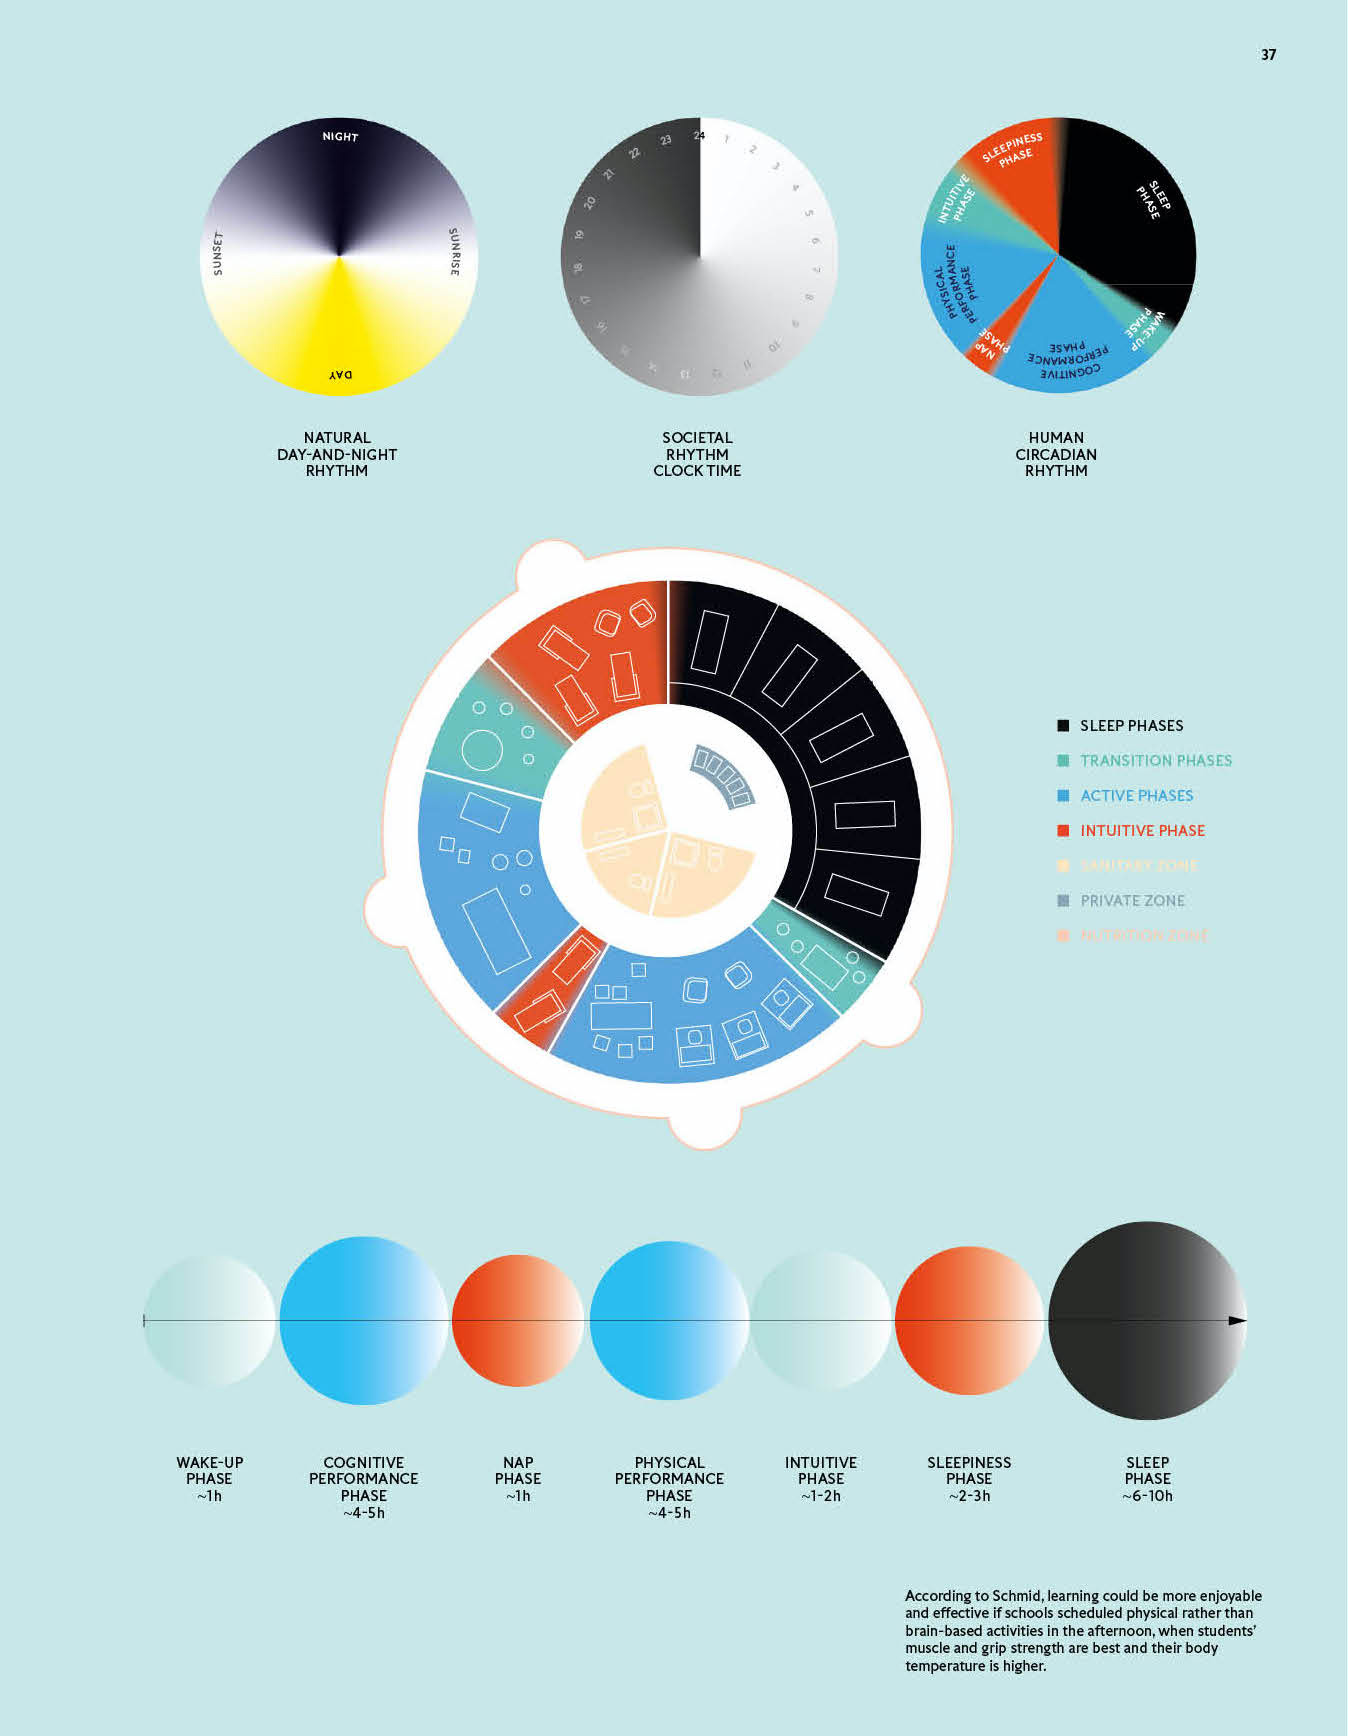 37
NIGHT
SUNSET
SUNRISE
DAY
24
1
2
3
4
5
6
7
8
9
10
11
12
13
14
15
16
17
18
19
20
21
22
23
SLEEPINESS
PHASE
SLEEP
PHASE
INTUITIVE
PHASE
PHYSICAL
PERFORMANCE
PHASE
NAP
PHASE
COGNITIVE
PERFORMANCE
PHASE
WAKE-UP
PHASE
NATURAL
DAY-AND-NIGHT
RHYTHM
SOCIETAL
RHYTHM
CLOCK TIME
HUMAN
CIRCADIAN
RHYTHM
SLEEP PHASES
TRANSITION PHASES
ACTIVE PHASES
INTUITIVE PHASE
SANITARY ZONE
PRIVATE ZONE
NUTRITION ZONE
WAKE-UP
PHASE
~1h
COGNITIVE
PERFORMANCE
PHASE
~4-5h
NAP
PHASE
~1h
PHYSICAL
PERFORMANCE
PHASE
~4-5h
INTUITIVE
PHASE
~1-2h
SLEEPINESS
PHASE
~2-3h
SLEEP
PHASE
~6-10h
According to Schmid, learning could be more enjoyable
and effective if schools scheduled physical rather than
brain-based activities in the afternoon, when students’
muscle and grip strength are best and their body
temperature is higher.